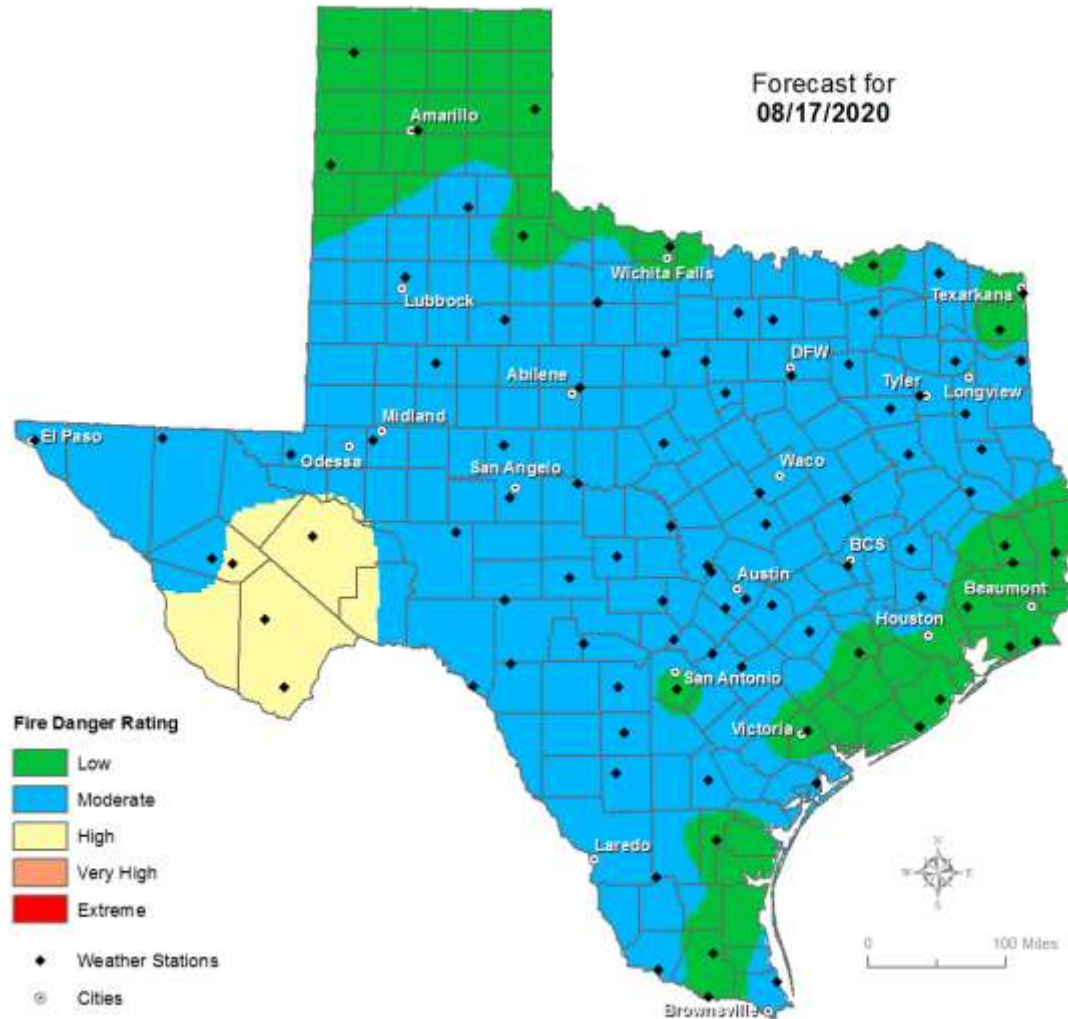 Forecast for
08/17/2020
Amarillo
Wichita Falls
Lubbock
Texarkana
DFW
Abilene
Tyler
Longview
Midland
El Paso
Odessa
San Angelo
Waco
BCS
Austin
Beaumont
Houston
San Antonio
Victoria
Laredo
Brownsville
Fire Danger Rating
Low
Moderate
High
Very High
Extreme
Weather Stations
Cities
N
W E
S
0 100 Miles